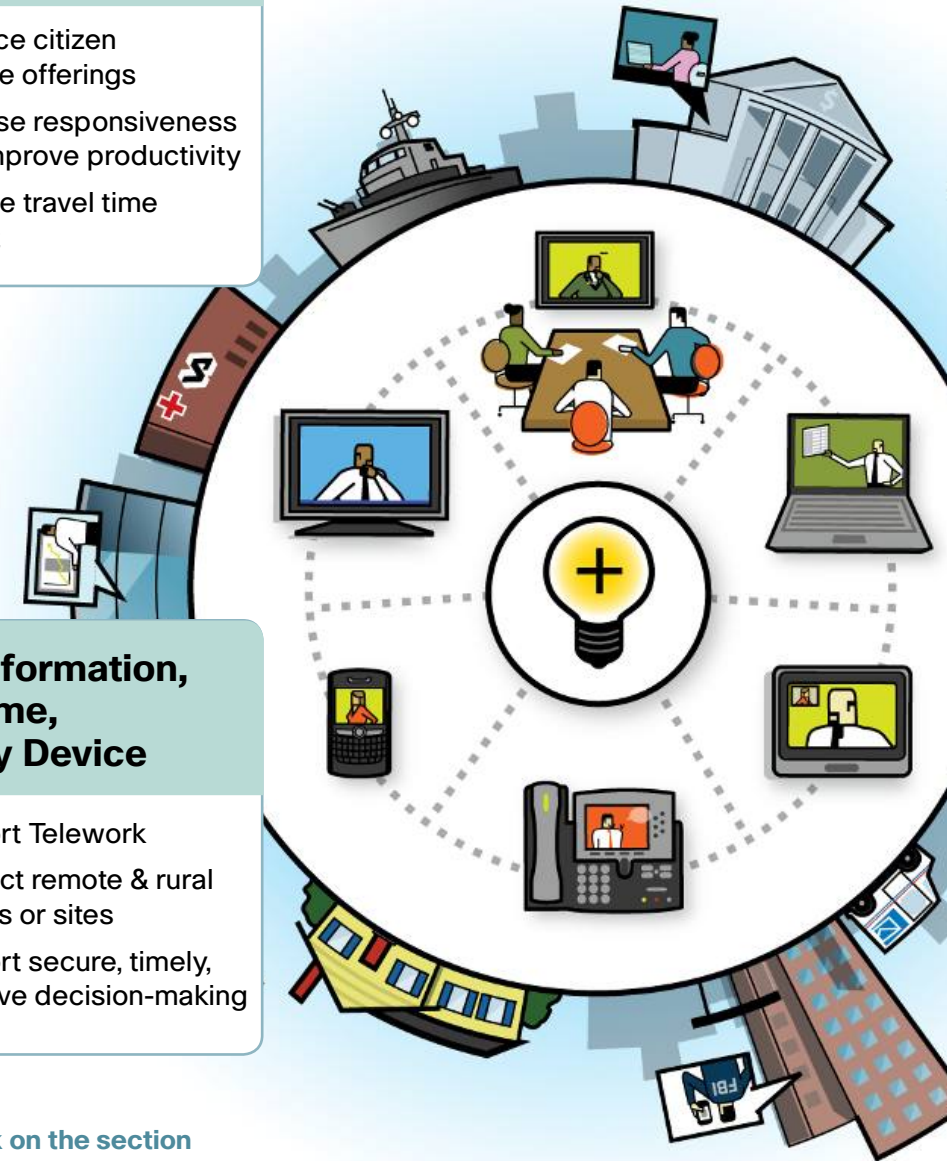 ce citizen
e offerings
se responsiveness
mprove productivity
e travel time
formation,
me,
y Device
rt Telework
ct remote & rural
s or sites
rt secure, timely,
ve decision-making
k on the section
FBI